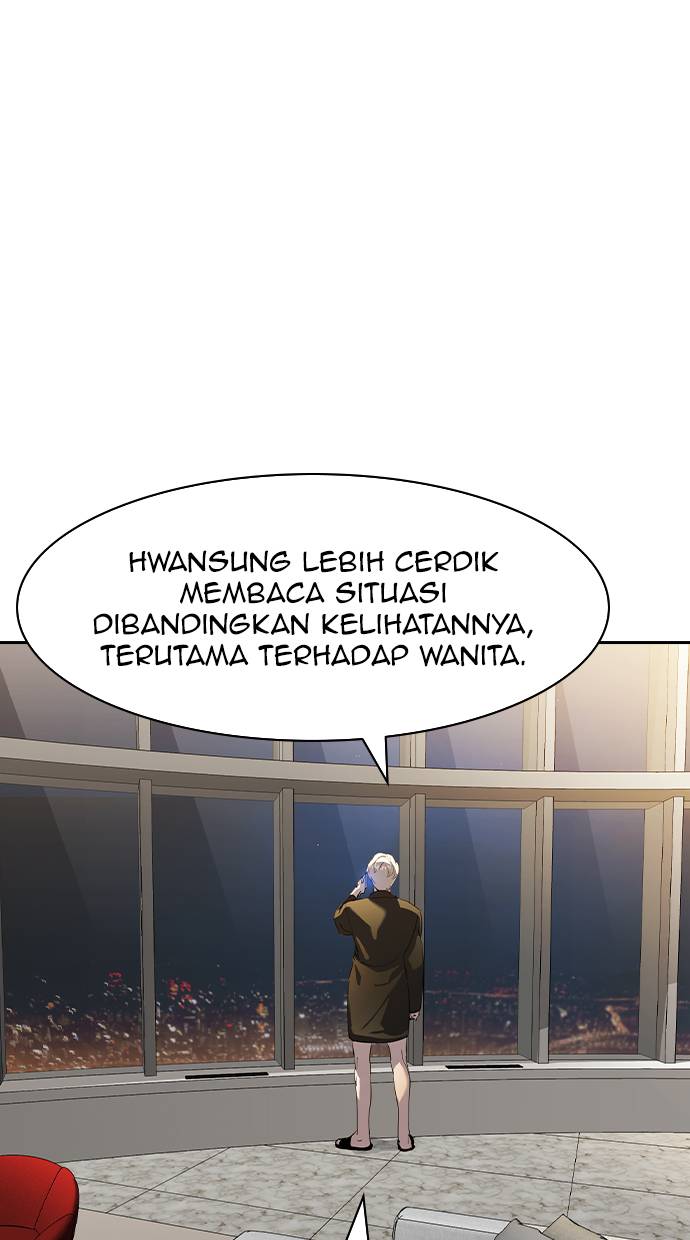 HWANSUNG LEBIH CERDIK
MEMBACA SITUASI
DIBANDINGKAN KELIHATANNYA,
TERUTAMA TERHADAP WANITA.